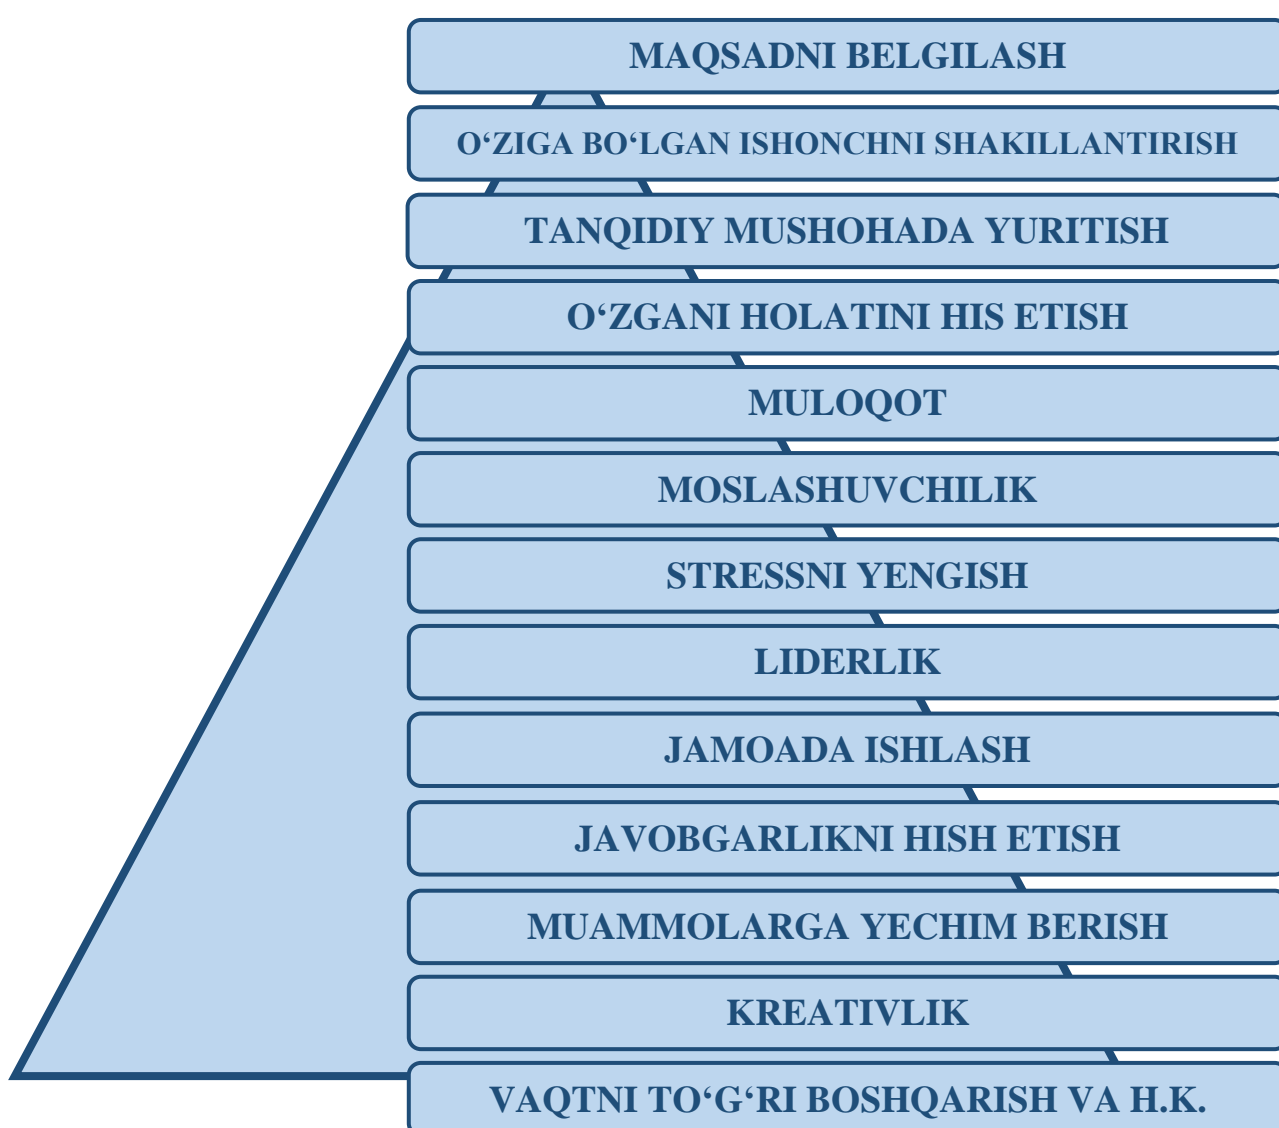 MAQSADNI BELGILASH
O‘ZIGA BO‘LGAN ISHONCHNI SHAKILLANTIRISH
TANQIDIY MUSHOHADA YURITISH
O‘ZGANI HOLATINI HIS ETISH
MULOQOT
MOSLASHUVCHILIK
STRESSNI YENGISH
LIDERLIK
JAMOADA ISHLASH
JAVOBGARLIKNI HISH ETISH
MUAMMOLARGA YECHIM BERISH
KREATIVLIK
VAQTNI TO‘G‘RI BOSHQARISH VA H.K.